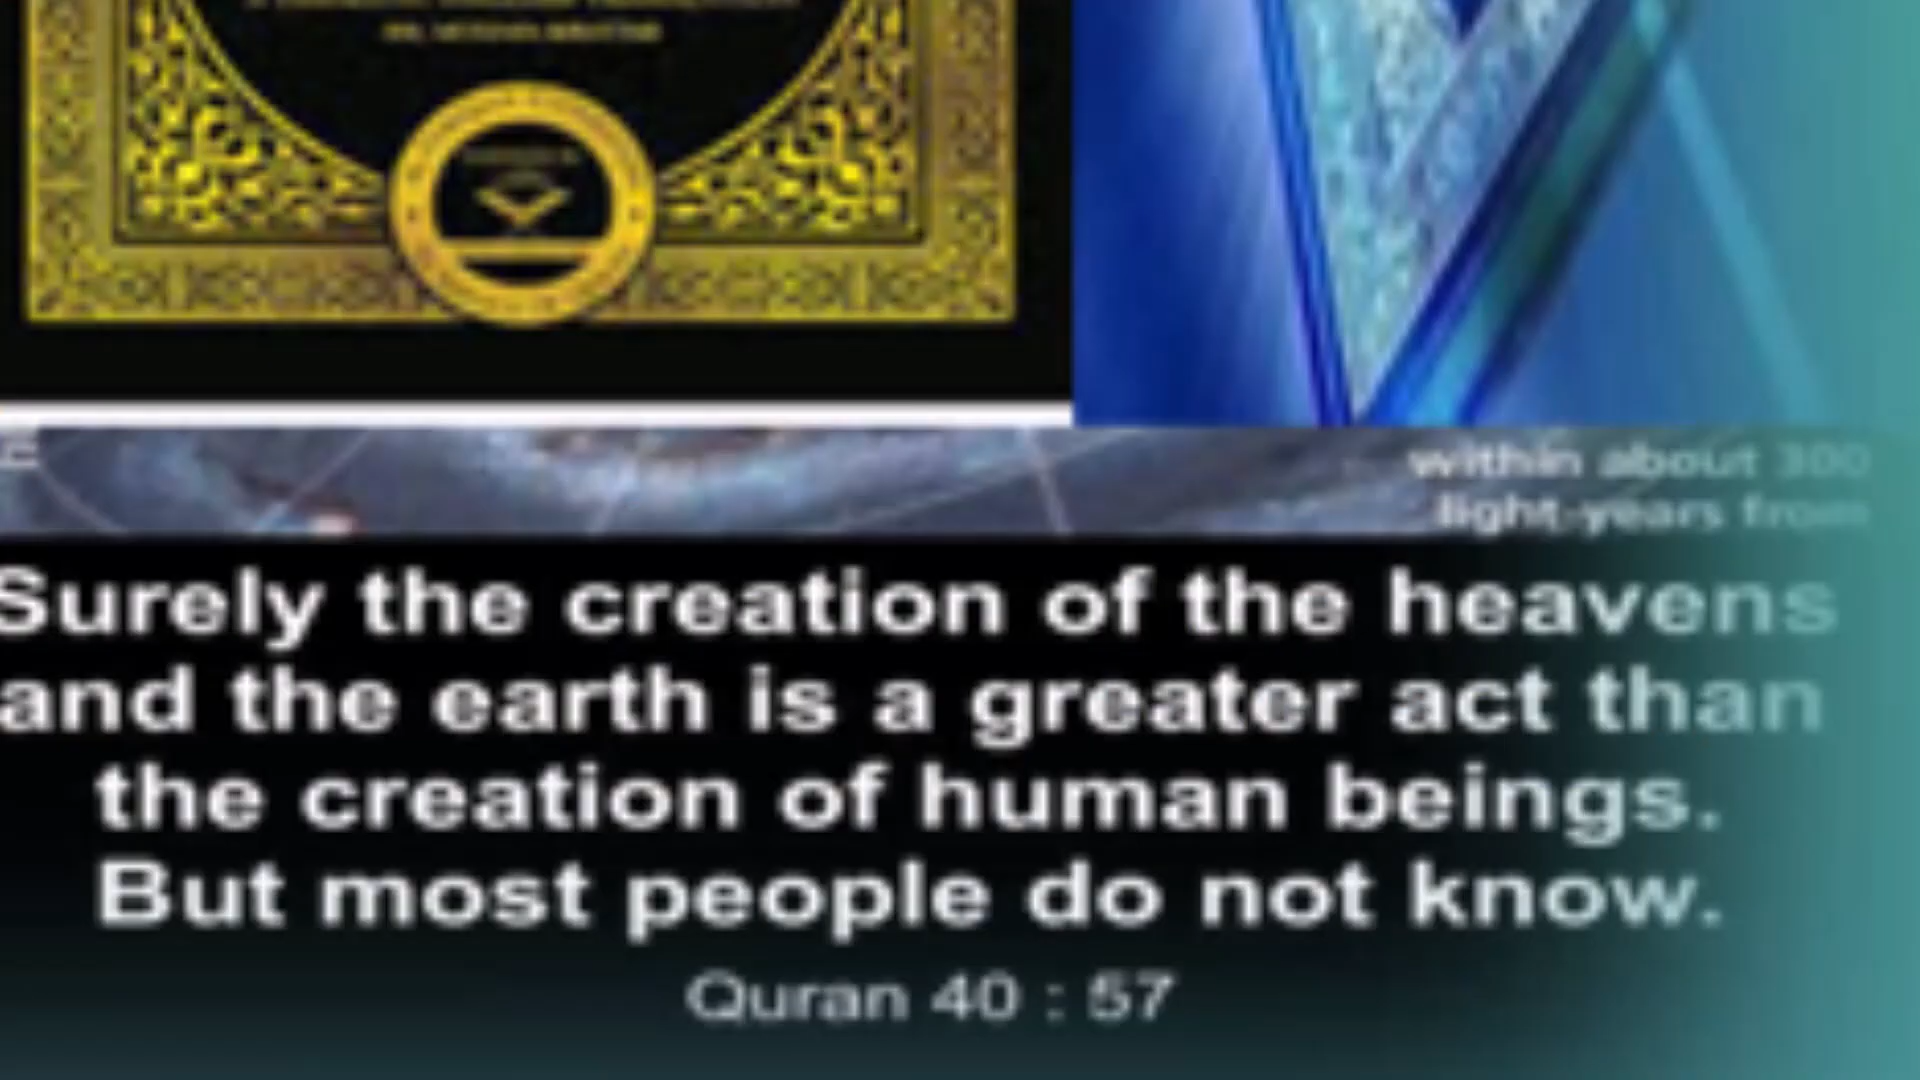 within about 300
light-years from
Surely the creation of the heavens
and the earth is a greater act than
the creation of human beings.
But most people do not know.
Quran 40 : 57